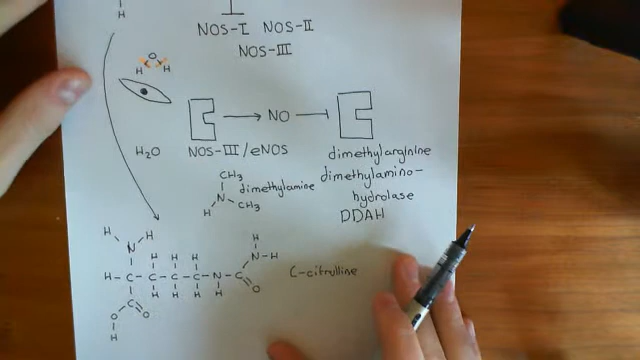 H
NOS-I NOS-II
NOS-III
O
H H
NO
H₂O
NOS-III/eNOS
dimethylarginine
dimethylamino-
hydrolase
DDAH
CH₃
dimethylamine
N
H CH₃
H H
N
H H H H
N-H
H-C-C-C-C-N-C
H H H H
O
C-citrulline
C
O O
H